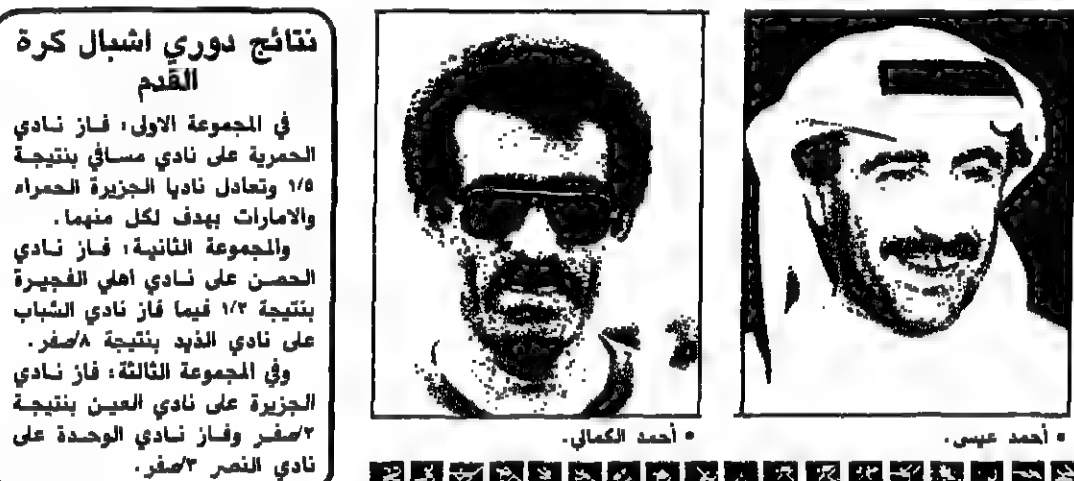 نتائج دوري اشبال كرة
القدم
في المجموعة الاولى، فاز نادي
الحمرية على نادي مسافي بنتيجة
١/٥ وتعادل ناديا الجزيرة الحمراء
والامارات بهدف لكل منهما.
والمجموعة الثانية، فاز نادي
الحصن على نادي اهلي الفجيرة
بنتيجة ١/٣ فيما فاز نادي الشباب
على نادي الذيد بنتيجة ٨/صفر.
وفي المجموعة الثالثة، فاز نادي
الجزيرة على نادي العين بنتيجة
٢/صفر وفاز نادي الوحدة على
نادي النصر ٣/صفر.
• أحمد عيسى.
• أحمد الكمالي.